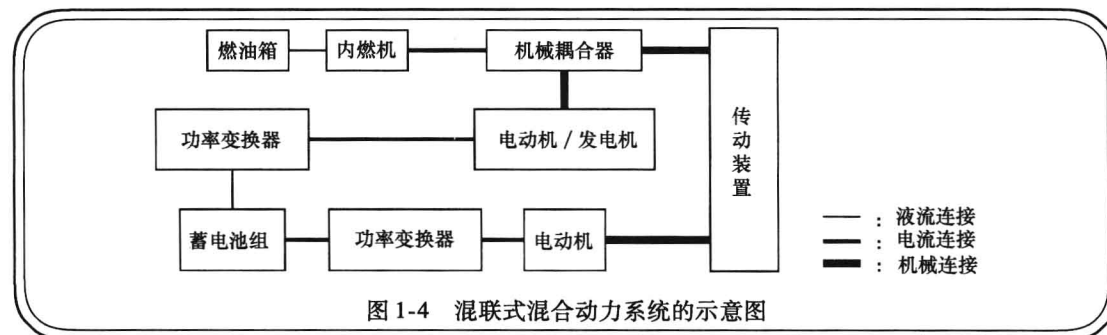 燃油箱 内燃机 机械耦合器
传动装置
功率变换器 电动机/发电机
蓄电池组 功率变换器 电动机
：液流连接
：电流连接
：机械连接
图1-4 混联式混合动力系统的示意图